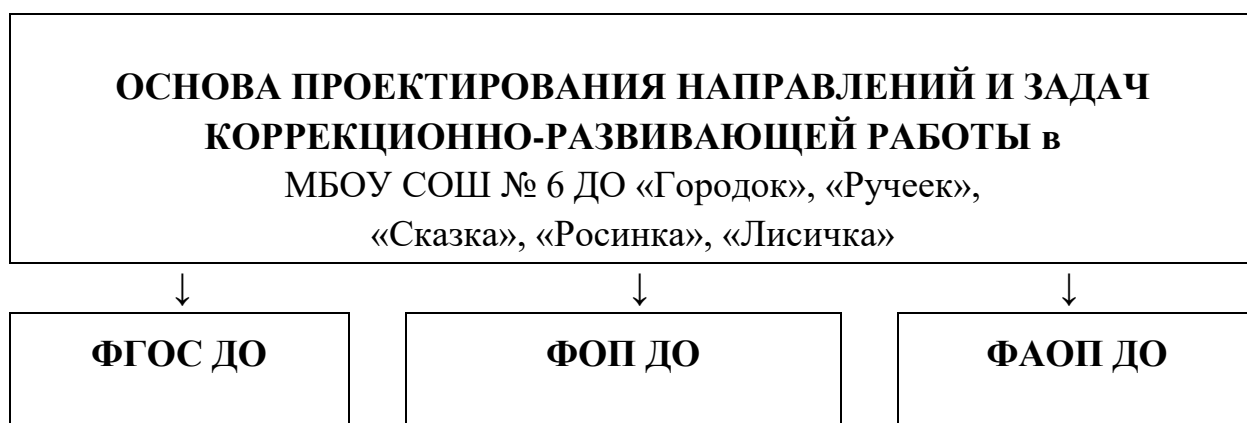 ОСНОВА ПРОЕКТИРОВАНИЯ НАПРАВЛЕНИЙ И ЗАДАЧ
КОРРЕКЦИОННО-РАЗВИВАЮЩЕЙ РАБОТЫ в
МБОУ СОШ № 6 ДО «Городок», «Ручеек»,
«Сказка», «Росинка», «Лисичка»
↓ ↓ ↓
ФГОС ДО ФОП ДО ФАОП ДО